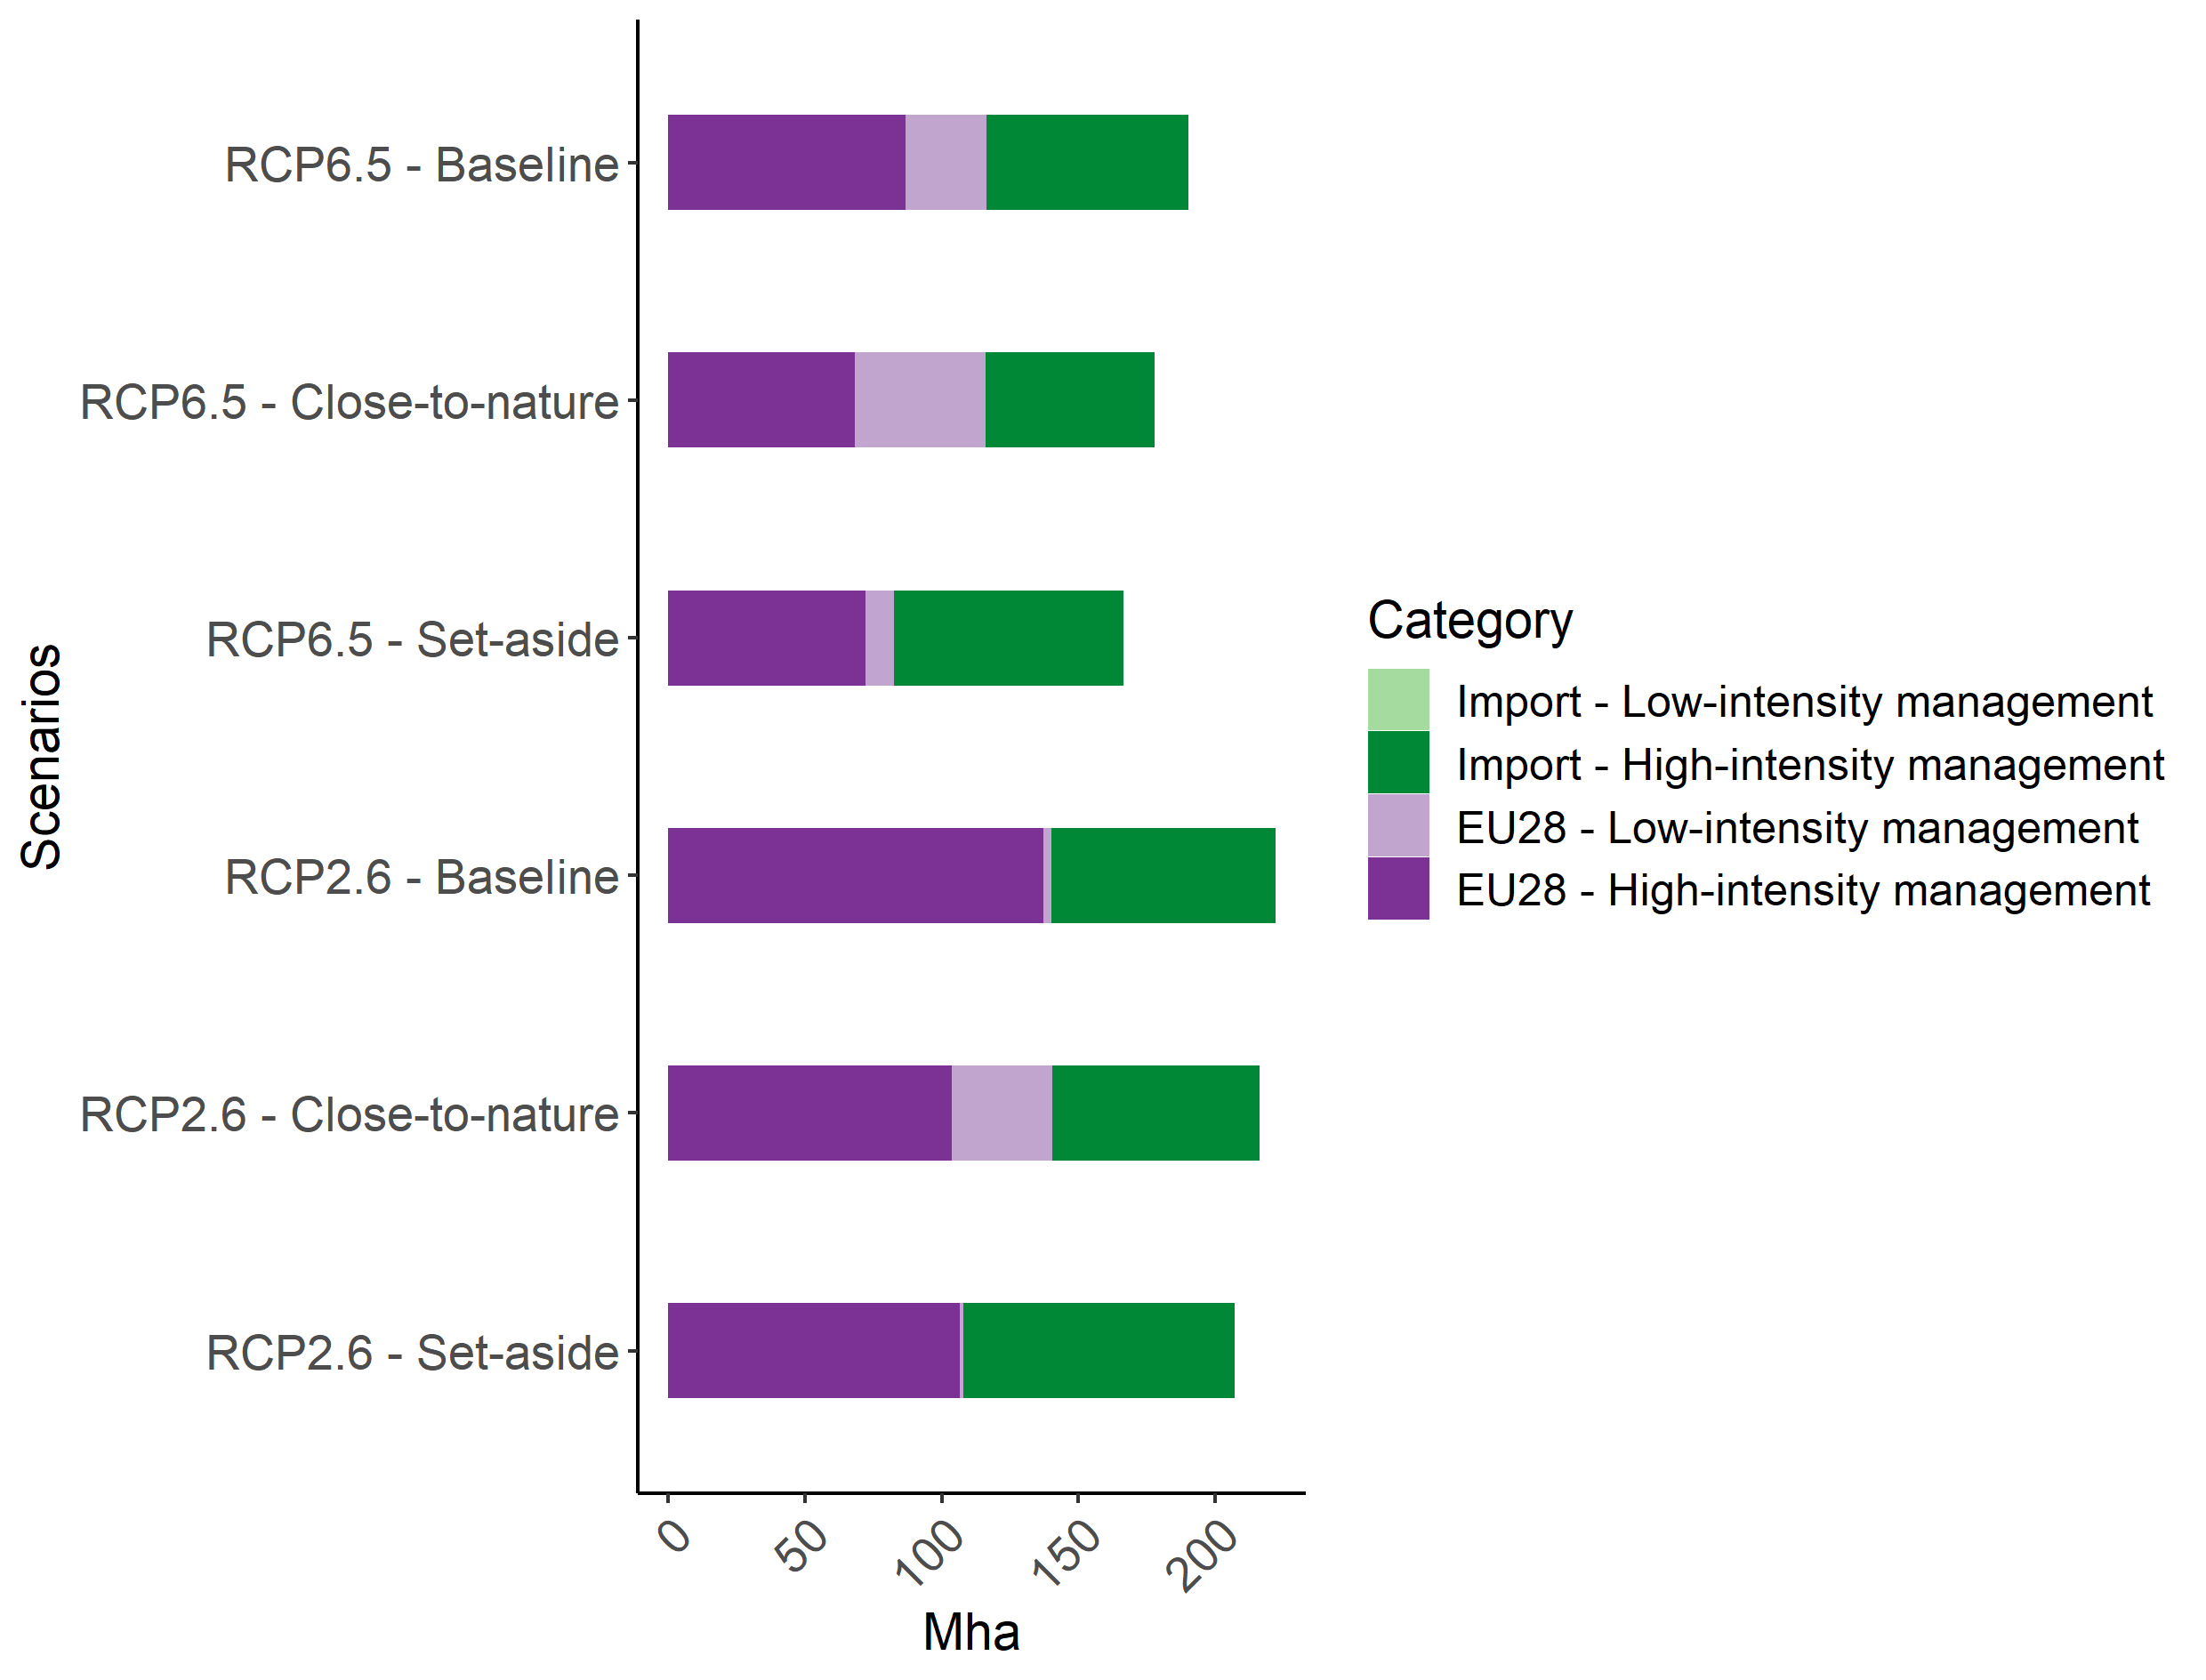 Scenarios
RCP6.5 - Baseline
RCP6.5 - Close-to-nature
RCP6.5 - Set-aside
RCP2.6 - Baseline
RCP2.6 - Close-to-nature
RCP2.6 - Set-aside
0
50
100
150
200
Mha
Category
Import - Low-intensity management
Import - High-intensity management
EU28 - Low-intensity management
EU28 - High-intensity management